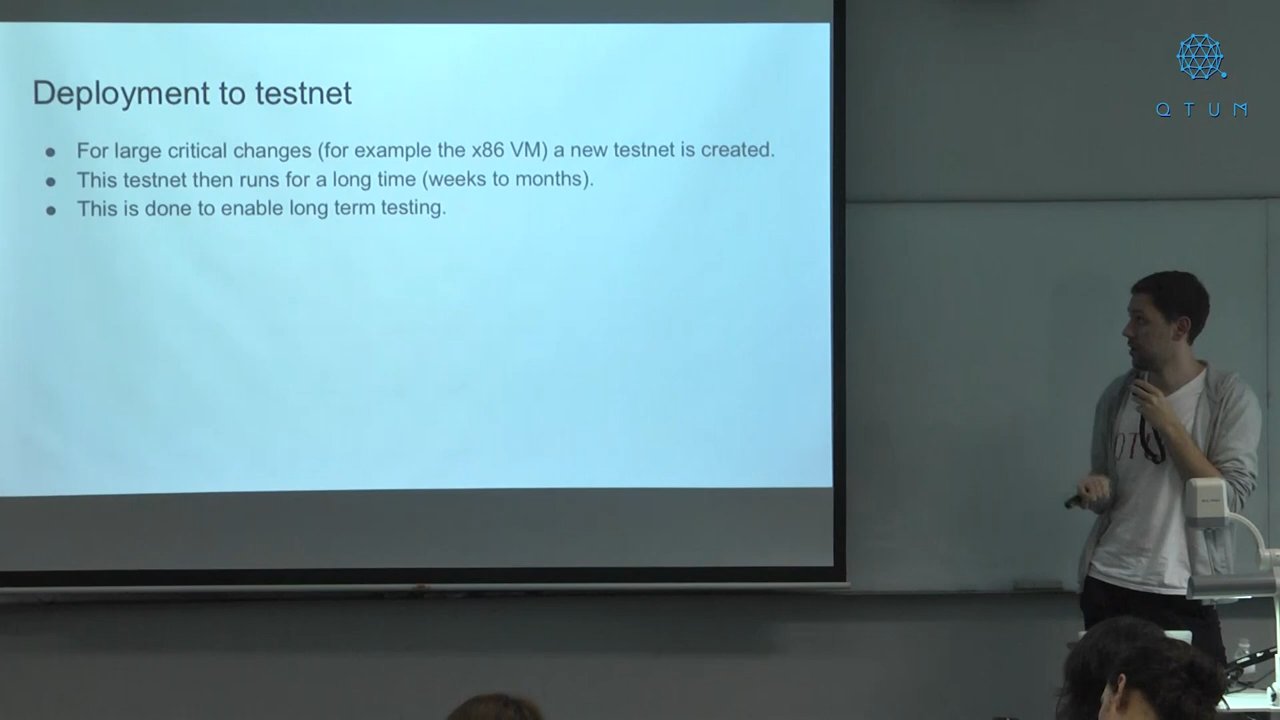 Deployment to testnet
● For large critical changes (for example the x86 VM) a new testnet is created.
● This testnet then runs for a long time (weeks to months).
● This is done to enable long term testing.
QTUM